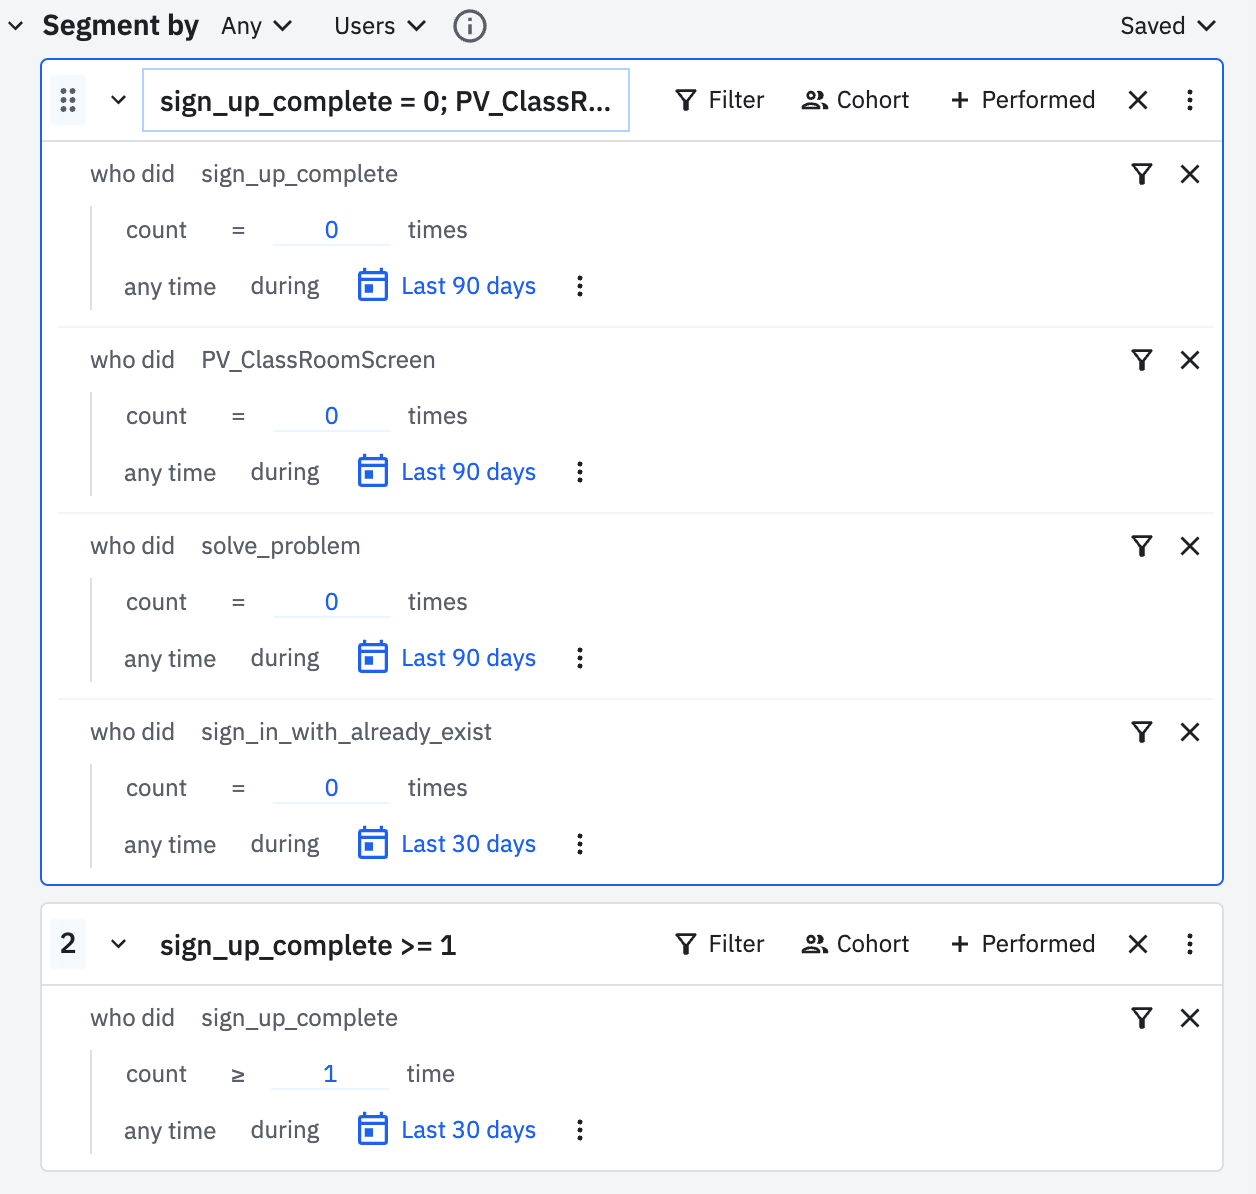 Segment by Any Users Saved
sign_up_complete = 0; PV_ClassR... Filter Cohort + Performed
who did sign_up_complete
count = 0 times
any time during Last 90 days
who did PV_ClassRoomScreen
count = 0 times
any time during Last 90 days
who did solve_problem
count = 0 times
any time during Last 90 days
who did sign_in_with_already_exist
count = 0 times
any time during Last 30 days
2 sign_up_complete >= 1 Filter Cohort + Performed
who did sign_up_complete
count ≥ 1 time
any time during Last 30 days